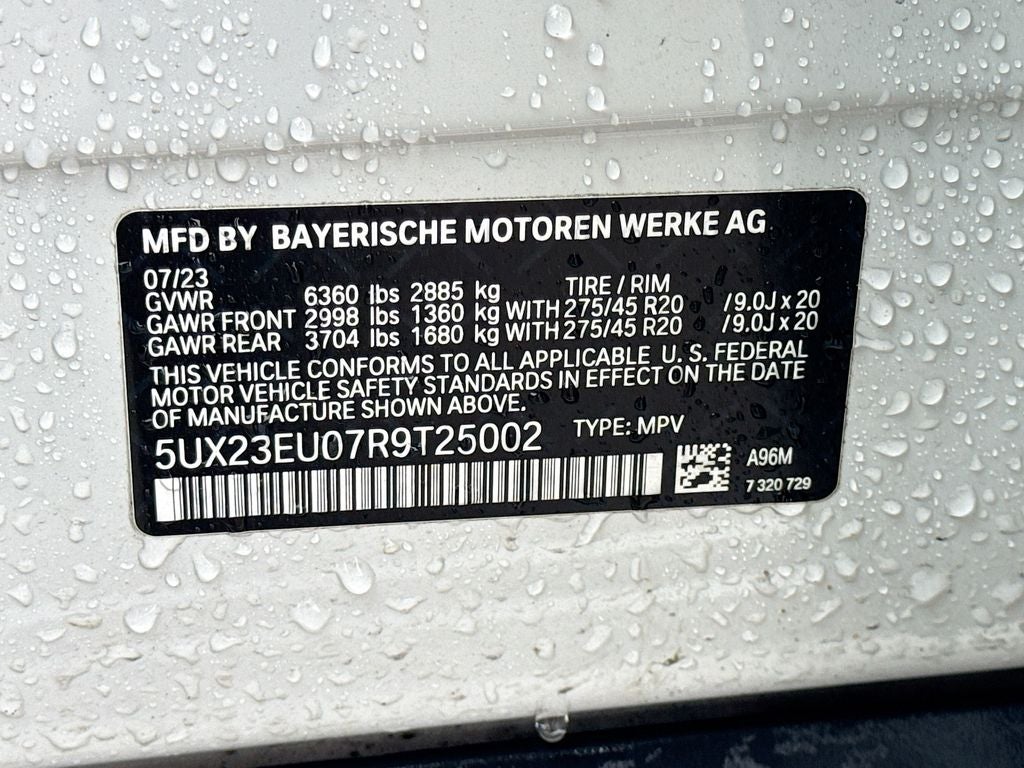 MFD BY BAYERISCHE MOTOREN WERKE AG
07/23 TIRE / RIM
GVWR 6360 lbs 2885 kg
GAWR FRONT 2998 lbs 1360 kg WITH 275/45 R20 /9.0J x 20
GAWR REAR 3704 lbs 1680 kg WITH 275/45 R20 /9.0J x 20
THIS VEHICLE CONFORMS TO ALL APPLICABLE U. S. FEDERAL
MOTOR VEHICLE SAFETY STANDARDS IN EFFECT ON THE DATE
OF MANUFACTURE SHOWN ABOVE.
5UX23EU07R9T25002 TYPE: MPV
A96M
7 320 729